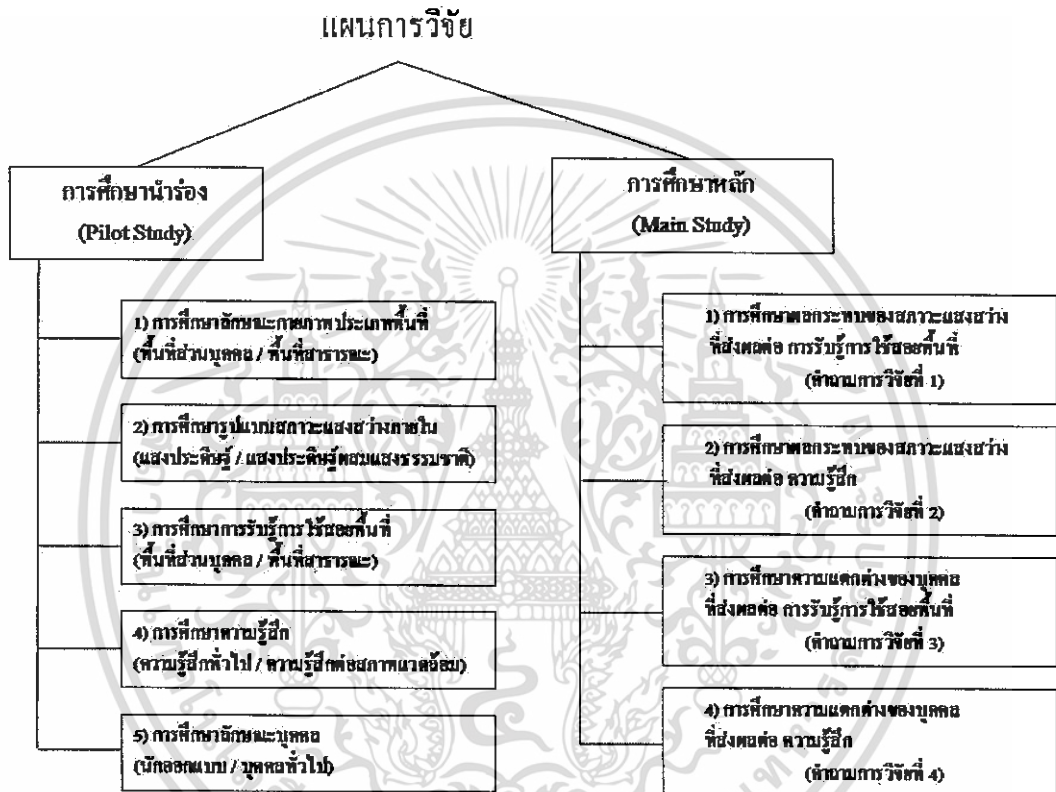 แผนการวิจัย
การศึกษานำร่อง
(Pilot Study)
1) การศึกษาลักษณะกายภาพประเภทพื้นที่
(พื้นที่ส่วนบุคคล / พื้นที่สาธารณะ)
2) การศึกษารูปแบบสภาวะแสงสว่างภายใน
(แสงประดิษฐ์ / แสงประดิษฐ์ผสมแสงธรรมชาติ)
3) การศึกษาการรับรู้การใช้สอยพื้นที่
(พื้นที่ส่วนบุคคล / พื้นที่สาธารณะ)
4) การศึกษาความรู้สึก
(ความรู้สึกทั่วไป / ความรู้สึกต่อสภาพแวดล้อม)
5) การศึกษาลักษณะบุคคล
(นักออกแบบ / บุคคลทั่วไป)
การศึกษาหลัก
(Main Study)
1) การศึกษาผลกระทบของสภาวะแสงสว่าง
ที่ส่งผลต่อ การรับรู้การใช้สอยพื้นที่
(คำถามการวิจัยที่ 1)
2) การศึกษาผลกระทบของสภาวะแสงสว่าง
ที่ส่งผลต่อ ความรู้สึก
(คำถามการวิจัยที่ 2)
3) การศึกษาความแตกต่างของบุคคล
ที่ส่งผลต่อ การรับรู้การใช้สอยพื้นที่
(คำถามการวิจัยที่ 3)
4) การศึกษาความแตกต่างของบุคคล
ที่ส่งผลต่อ ความรู้สึก
(คำถามการวิจัยที่ 4)